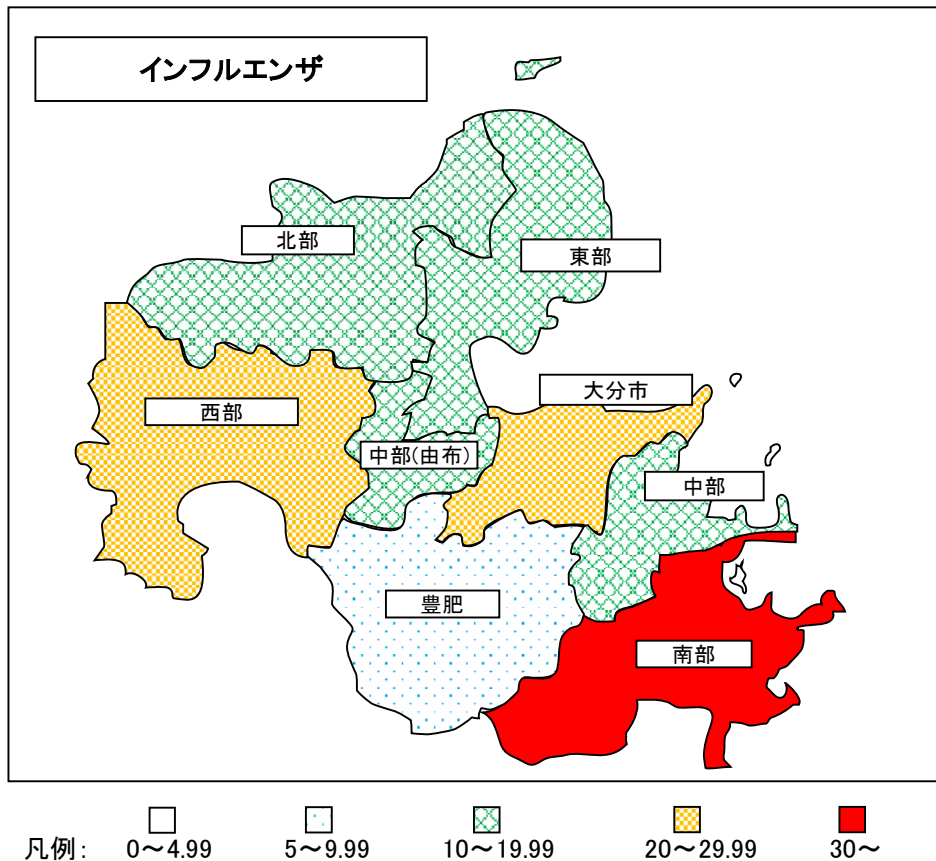 インフルエンザ
北部
東部
大分市
西部
中部(由布)
中部
豊肥
南部
凡例: 0～4.99 5～9.99 10～19.99 20～29.99 30～